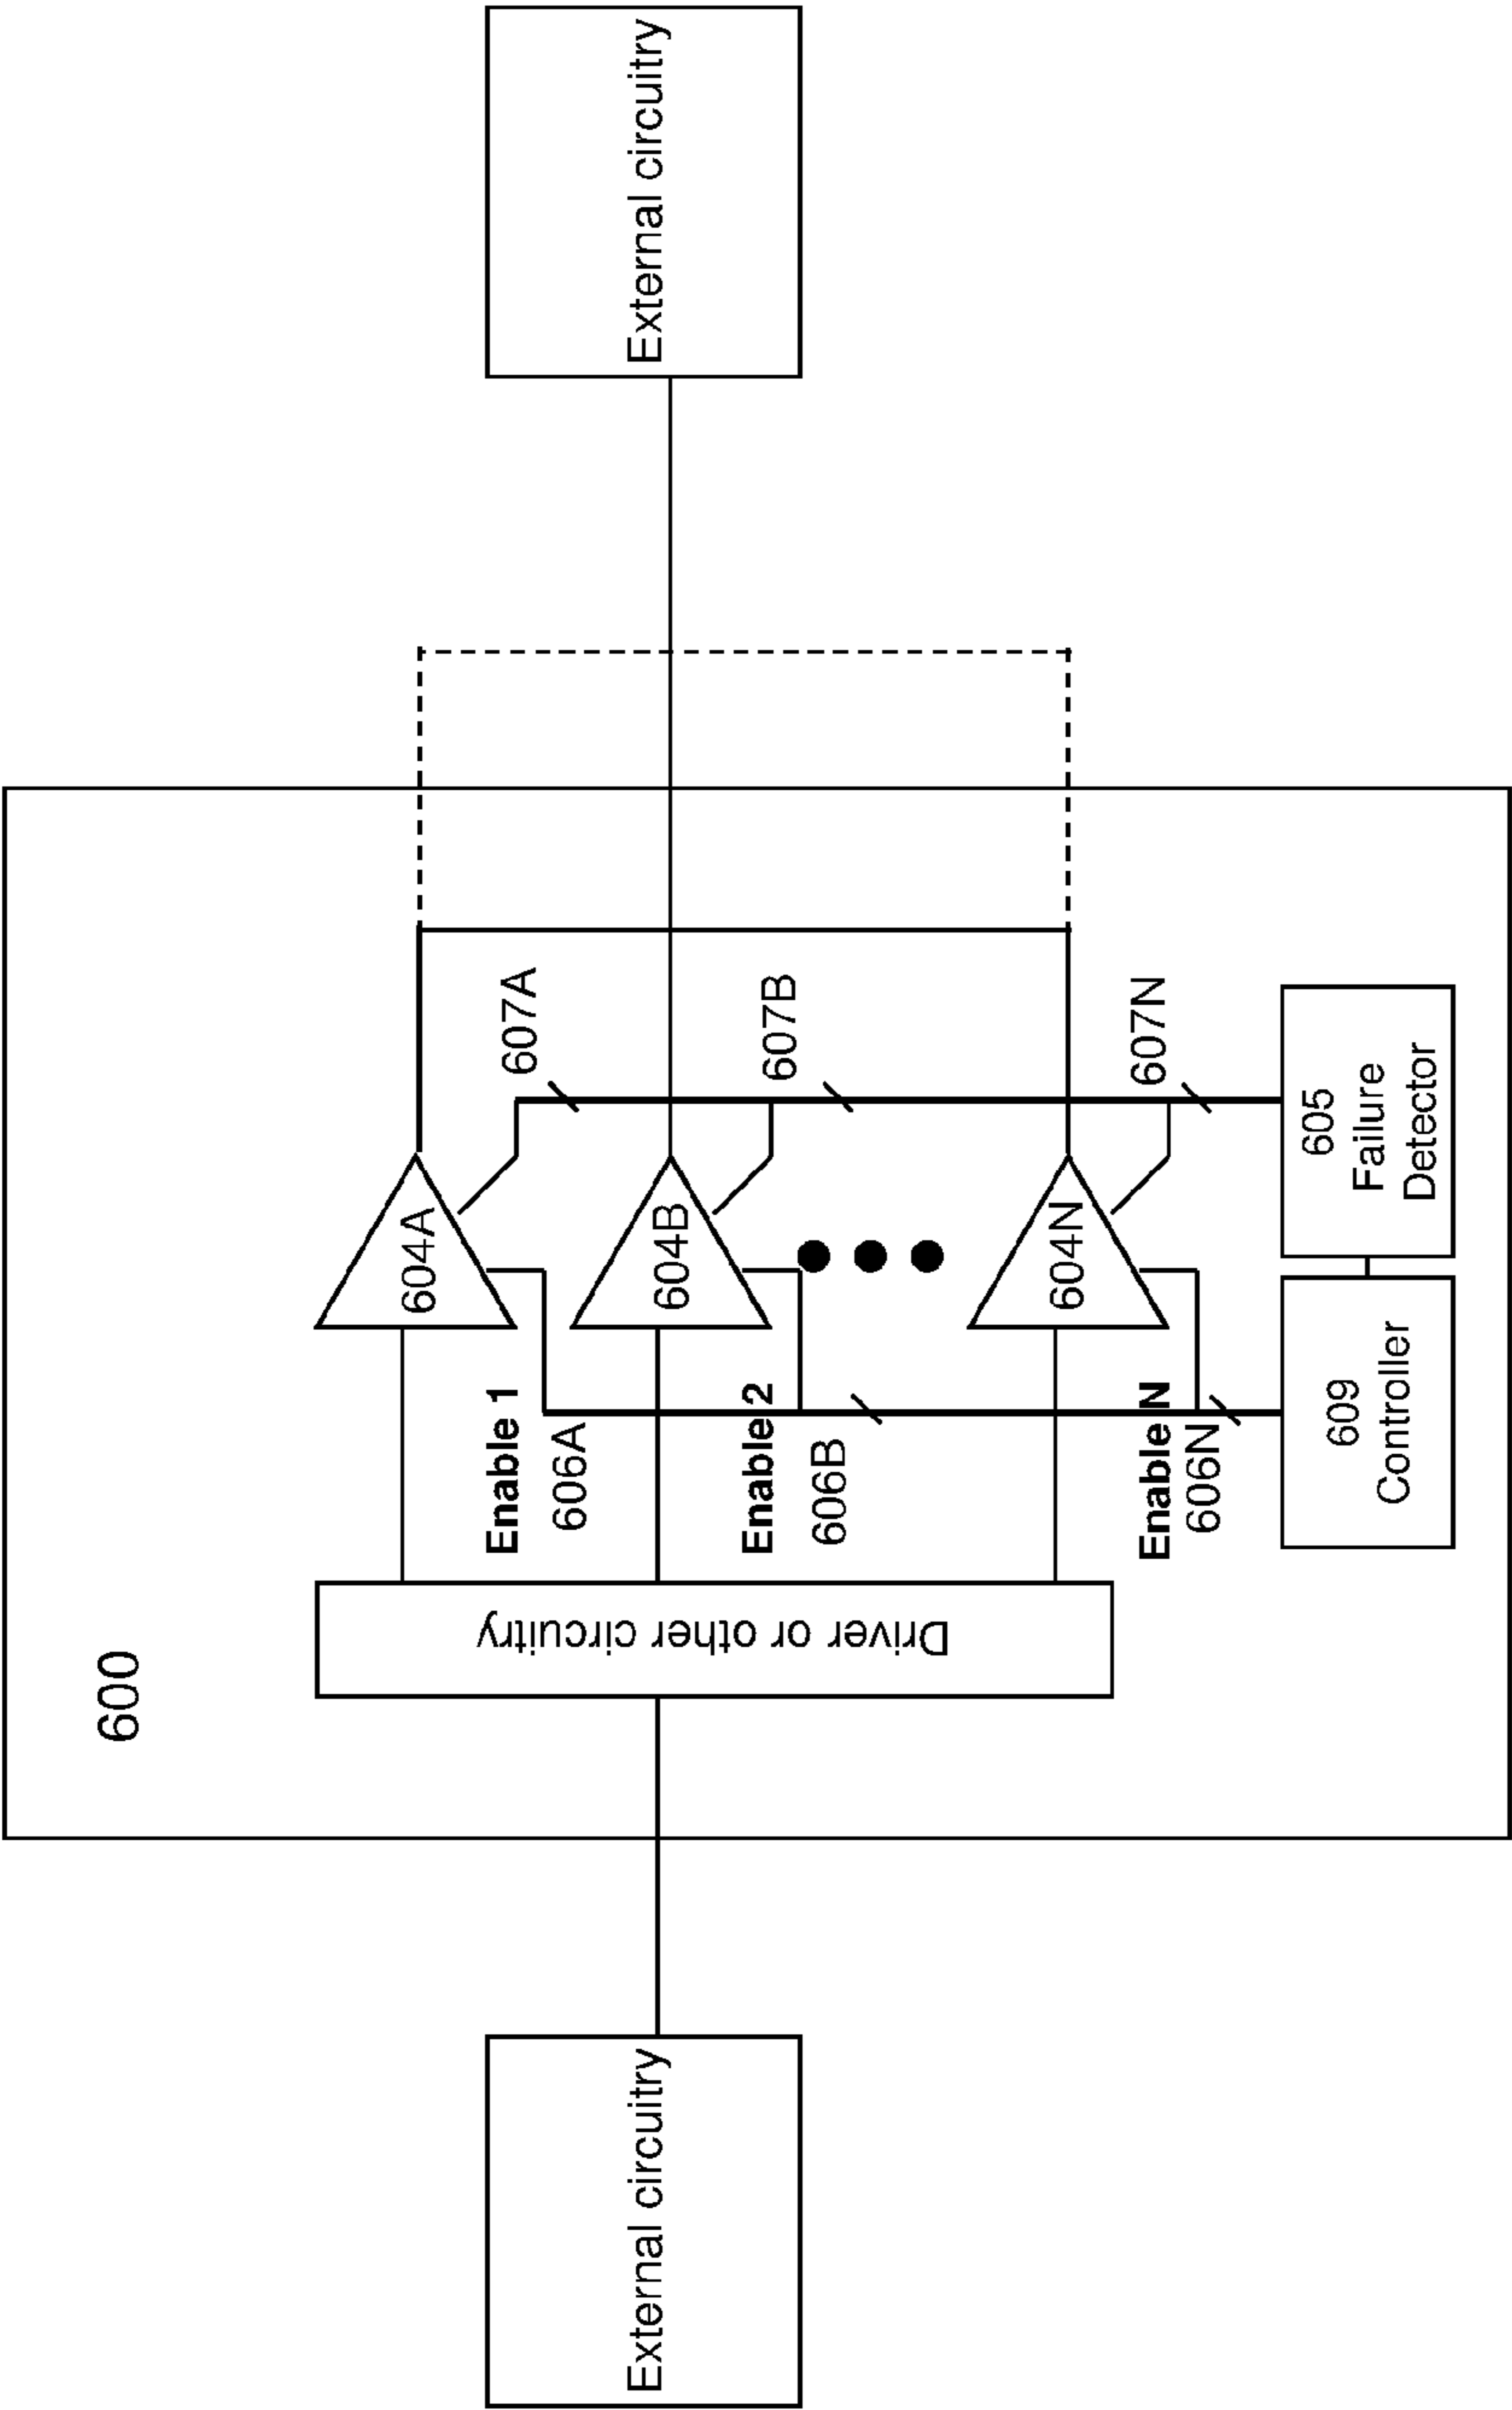 600
External circuitry
Driver or other circuitry
604A
Enable 1
606A
607A
604B
Enable 2
606B
607B
604N
Enable N
606N
607N
609
Controller
605
Failure
Detector
External circuitry